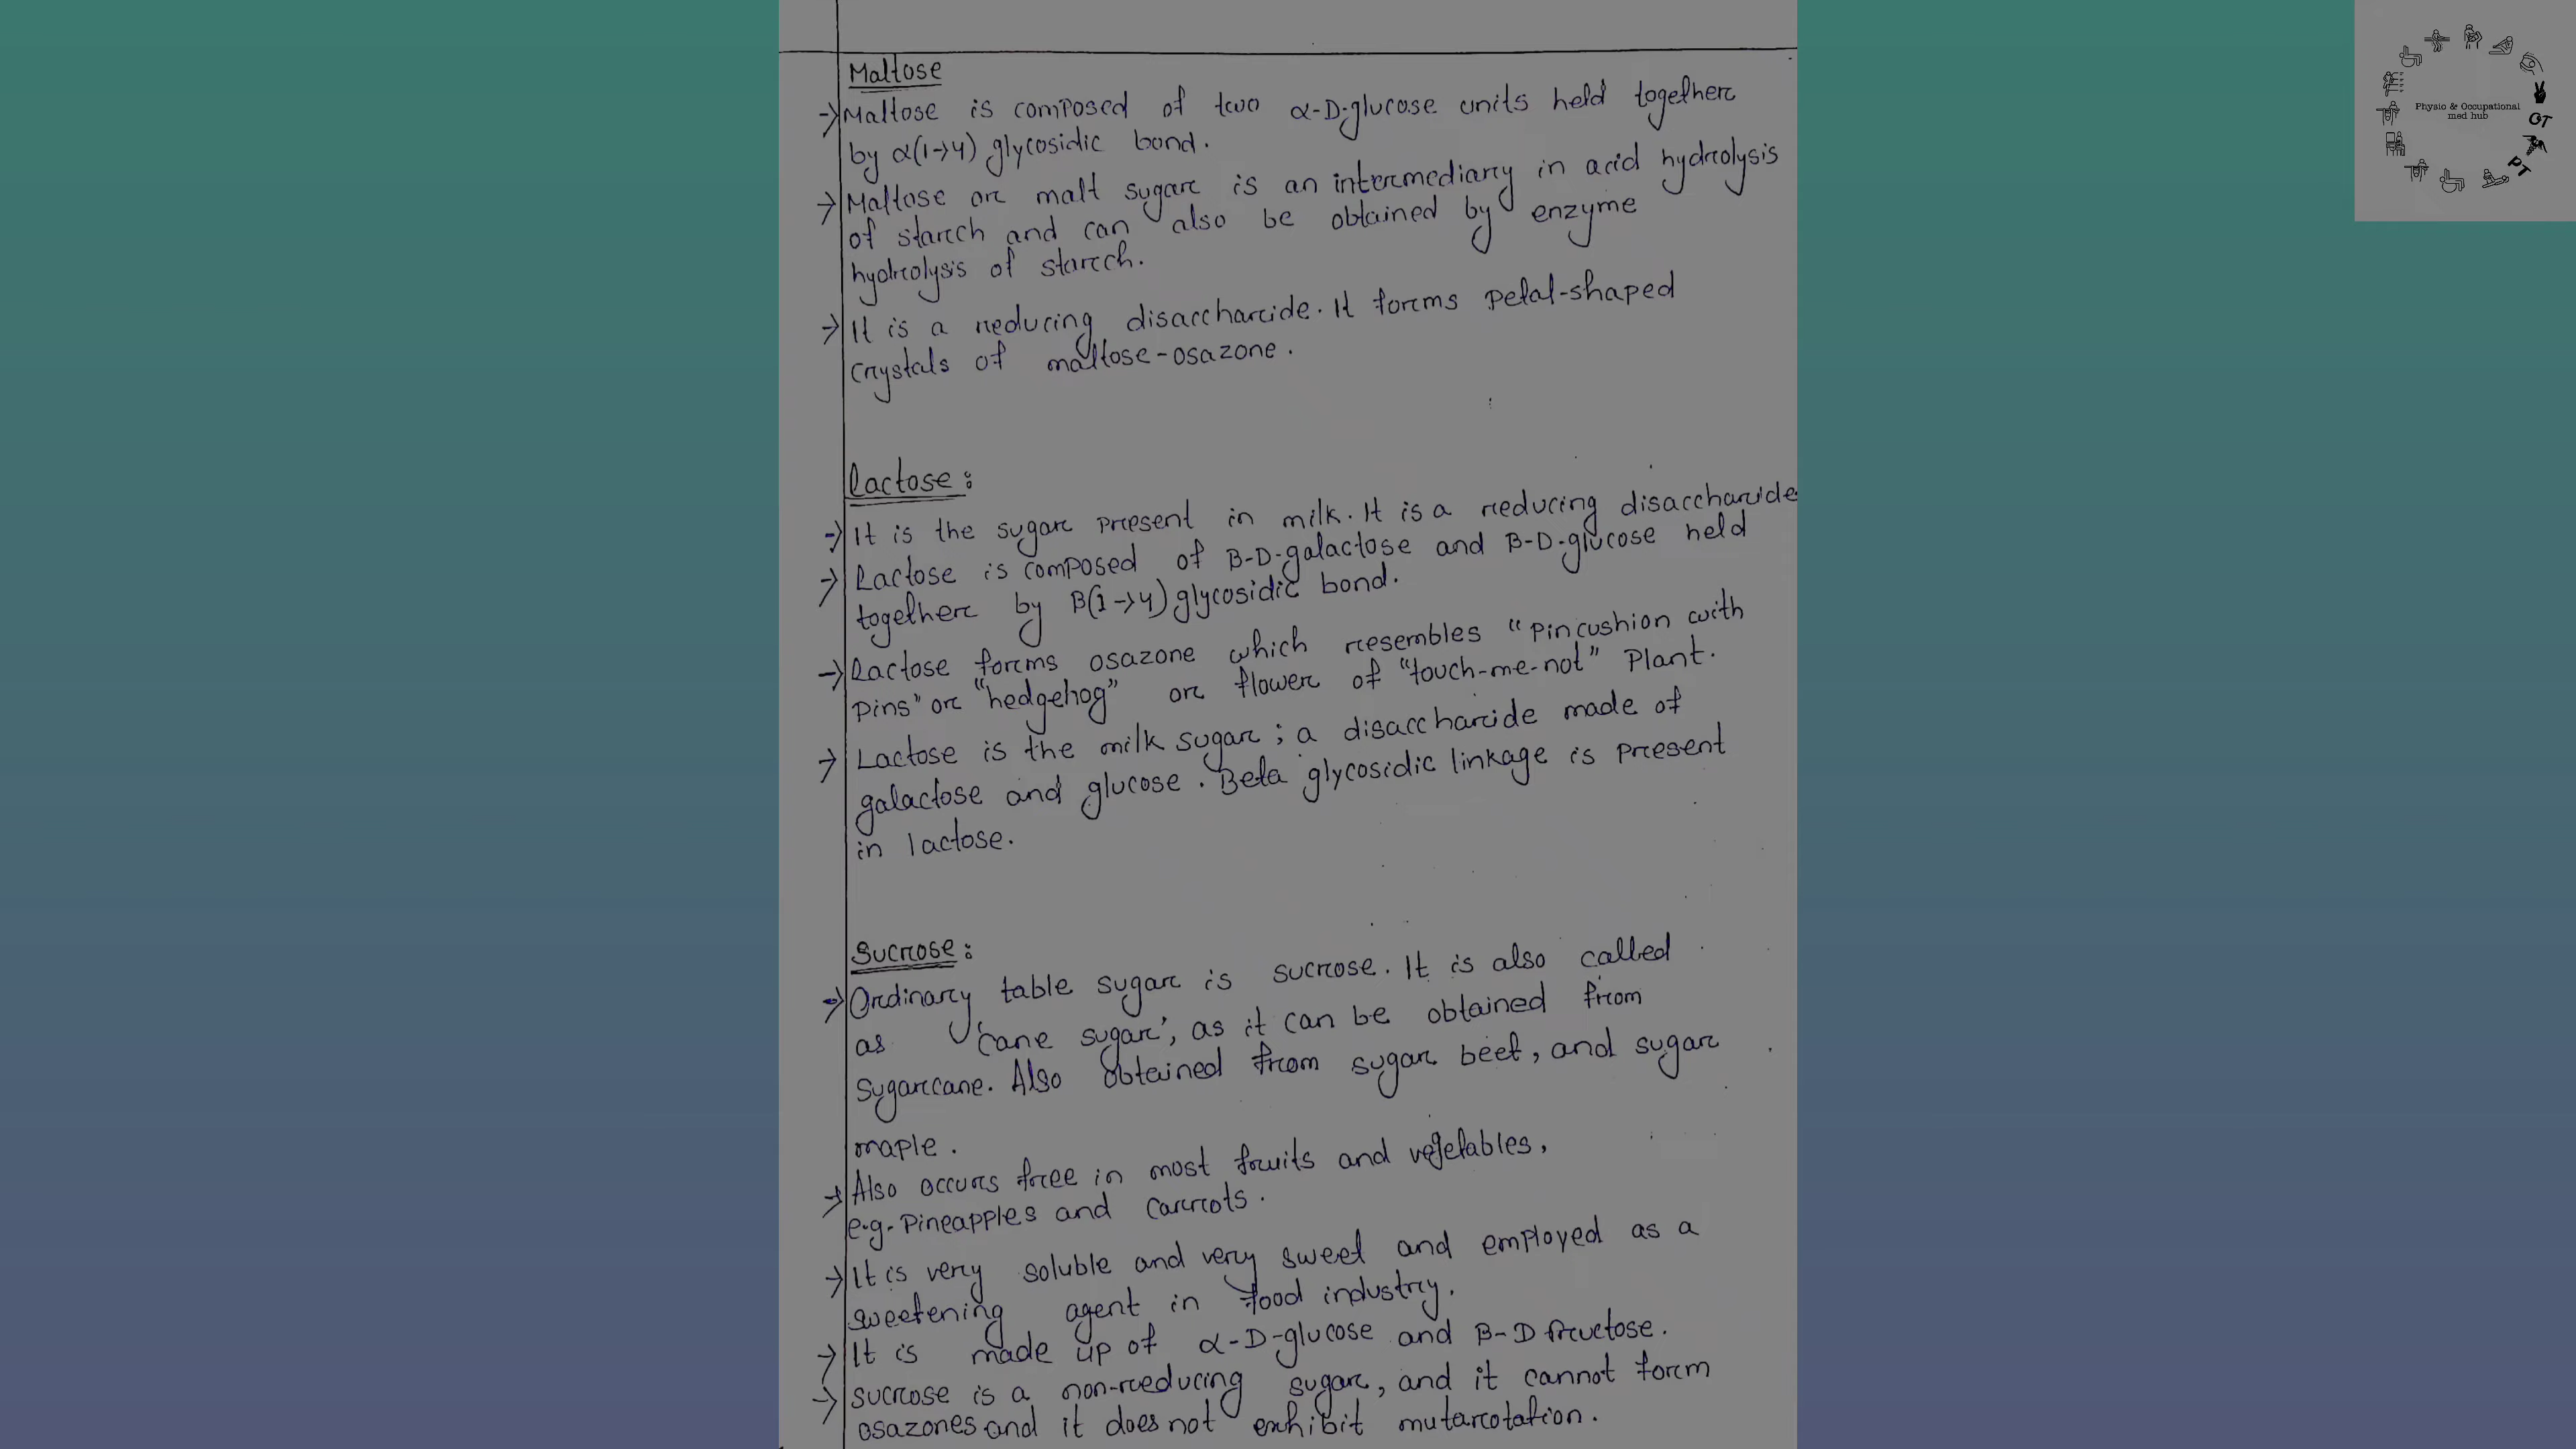 Maltose
→ Maltose is composed of two α-D-glucose units held together
by α(1→4) glycosidic bond.
→ Maltose or malt sugar is an intermediary in acid hydrolysis
of starch and can also be obtained by enzyme
hydrolysis of starch.
→ It is a reducing disaccharide. It forms petal-shaped
crystals of maltose-osazone.
Lactose:
→ It is the sugar present in milk. It is a reducing disaccharide
→ Lactose is composed of B-D-galactose and B-D-glucose held
together by B(1→4) glycosidic bond.
→ Lactose forms osazone which resembles "pincushion with
pins" or "hedgehog" or flower of "touch-me-not" plant.
→ Lactose is the milk sugar; a disaccharide made of
galactose and glucose. Beta glycosidic linkage is present
in lactose.
Sucrose:
→ Ordinary table sugar is sucrose. It is also called
as 'cane sugar', as it can be obtained from
sugarcane. Also obtained from sugar beet, and sugar
maple.
→ Also occurs free in most fruits and vegetables,
e.g. Pineapples and carrots.
→ It is very soluble and very sweet and employed as a
sweetening agent in food industry.
→ It is made up of α-D-glucose and B-D fructose.
→ sucrose is a non-reducing sugar, and it cannot form
osazones and it does not exhibit mutarotation.
Physio & Occupational
med hub
OT
PT